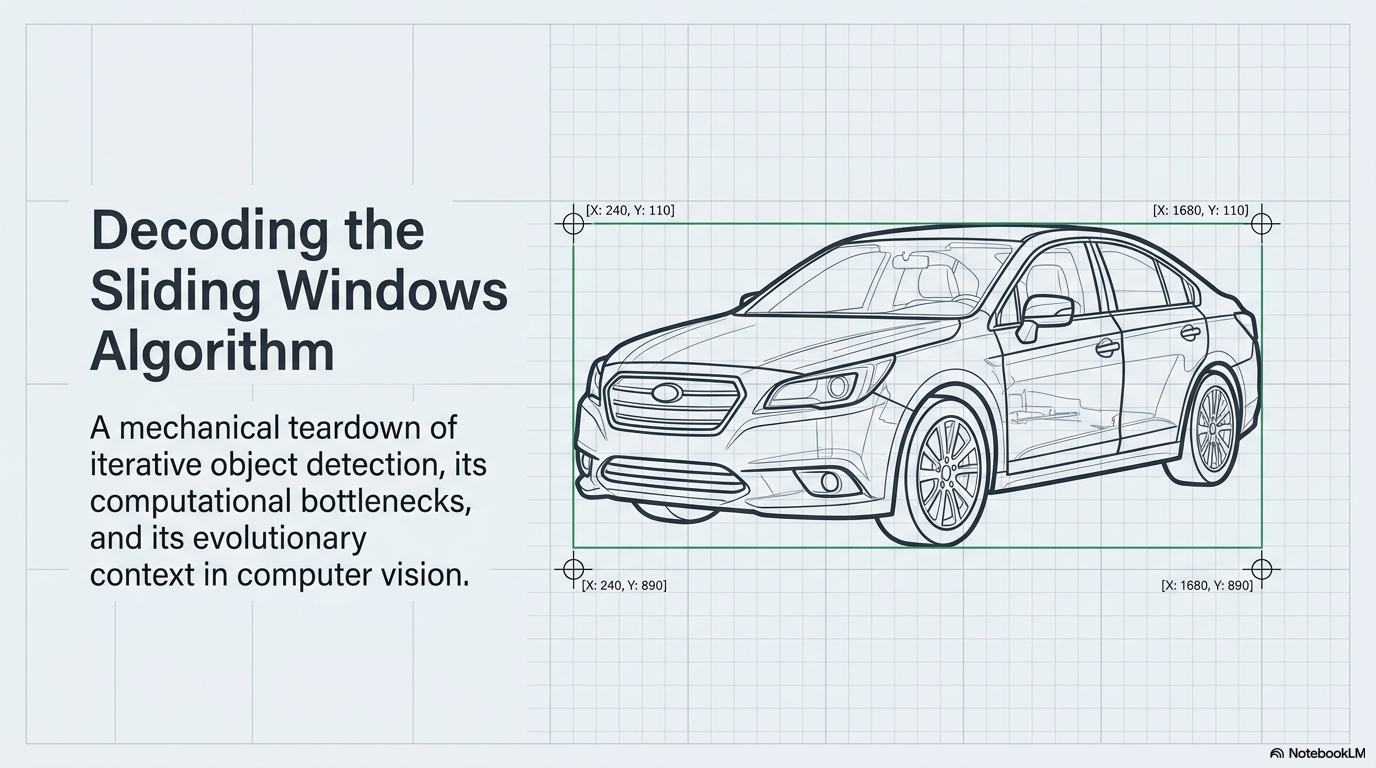 Decoding the
Sliding Windows
Algorithm
A mechanical teardown of
iterative object detection, its
computational bottlenecks,
and its evolutionary
context in computer vision.
[X: 240, Y: 110]
[X: 1680, Y: 110]
[X: 240, Y: 890]
[X: 1680, Y: 890]
NotebookLM